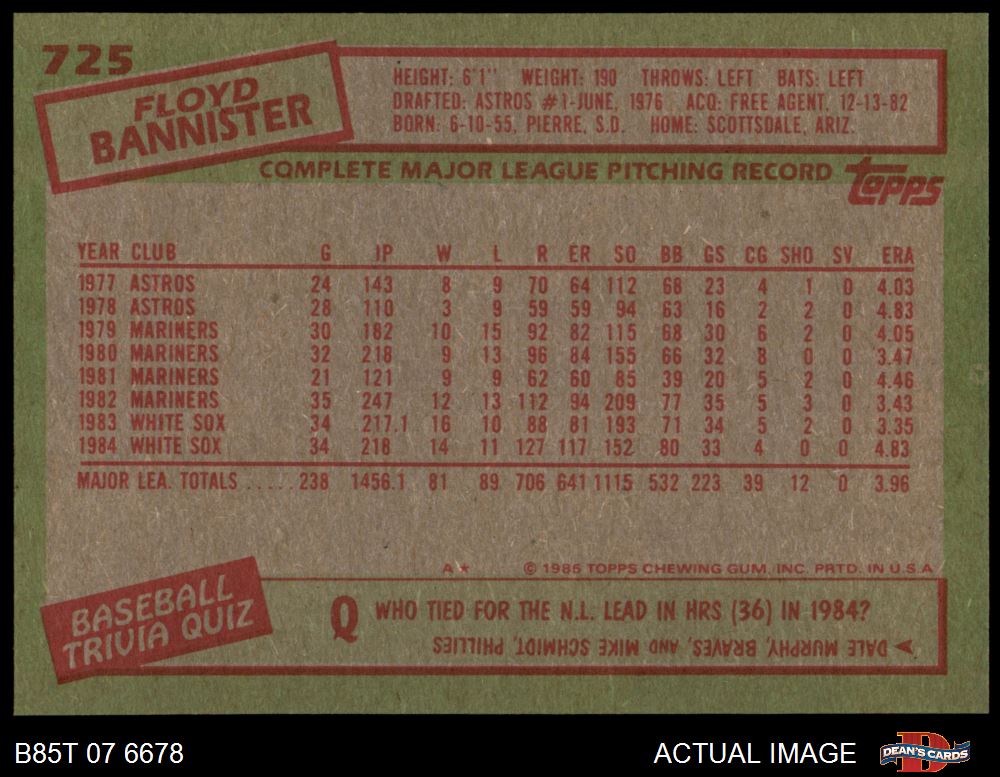 725
FLOYD
BANNISTER
HEIGHT: 6'1" WEIGHT: 190 THROWS: LEFT BATS: LEFT
DRAFTED: ASTROS #1-JUNE, 1976 ACQ: FREE AGENT, 12-13-82
BORN: 6-10-55, PIERRE, S.D. HOME: SCOTTSDALE, ARIZ.
COMPLETE MAJOR LEAGUE PITCHING RECORD topps
YEAR CLUB G IP W L R ER SO BB GS CG SHO SV ERA
1977 ASTROS 24 143 8 9 70 64 112 68 23 4 1 0 4.03
1978 ASTROS 28 110 3 9 59 59 94 63 16 2 2 0 4.83
1979 MARINERS 30 182 10 15 92 82 115 68 30 6 2 0 4.05
1980 MARINERS 32 218 9 13 96 84 155 66 32 8 0 0 3.47
1981 MARINERS 21 121 9 9 62 60 85 39 20 5 2 0 4.46
1982 MARINERS 35 247 12 13 112 94 209 77 35 5 3 0 3.43
1983 WHITE SOX 34 217.1 16 10 88 81 193 71 34 5 2 0 3.35
1984 WHITE SOX 34 218 14 11 127 117 152 80 33 4 0 0 4.83
MAJOR LEA. TOTALS ..... 238 1456.1 81 89 706 641 1115 532 223 39 12 0 3.96
A★ © 1985 TOPPS CHEWING GUM, INC. PRTD. IN U.S.A
BASEBALL
TRIVIA QUIZ
Q WHO TIED FOR THE N.L. LEAD IN HRS (36) IN 1984?
DALE MURPHY, BRAVES, AND MIKE SCHMIDT, PHILLIES
B85T 07 6678
ACTUAL IMAGE
DEAN'S CARDS